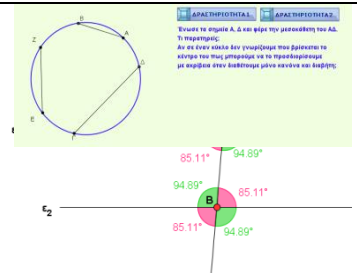 ΔΡΑΣΤΗΡΙΟΤΗΤΑ1..
ΔΡΑΣΤΗΡΙΟΤΗΤΑ2..
Ένωσε τα σημεία Α, Δ και φέρε την μεσοκάθετη του ΑΔ.
Τι παρατηρείς;
Αν σε έναν κύκλο δεν γνωρίζουμε που βρίσκεται το
κέντρο του πως μπορούμε να το προσδιορίσουμε
με ακρίβεια όταν διαθέτουμε μόνο κανόνα και διαβήτη;
Β
Α
Ζ
Δ
Ε
Γ
85.11°
94.89°
94.89°
85.11°
ε2
Β
85.11°
94.89°